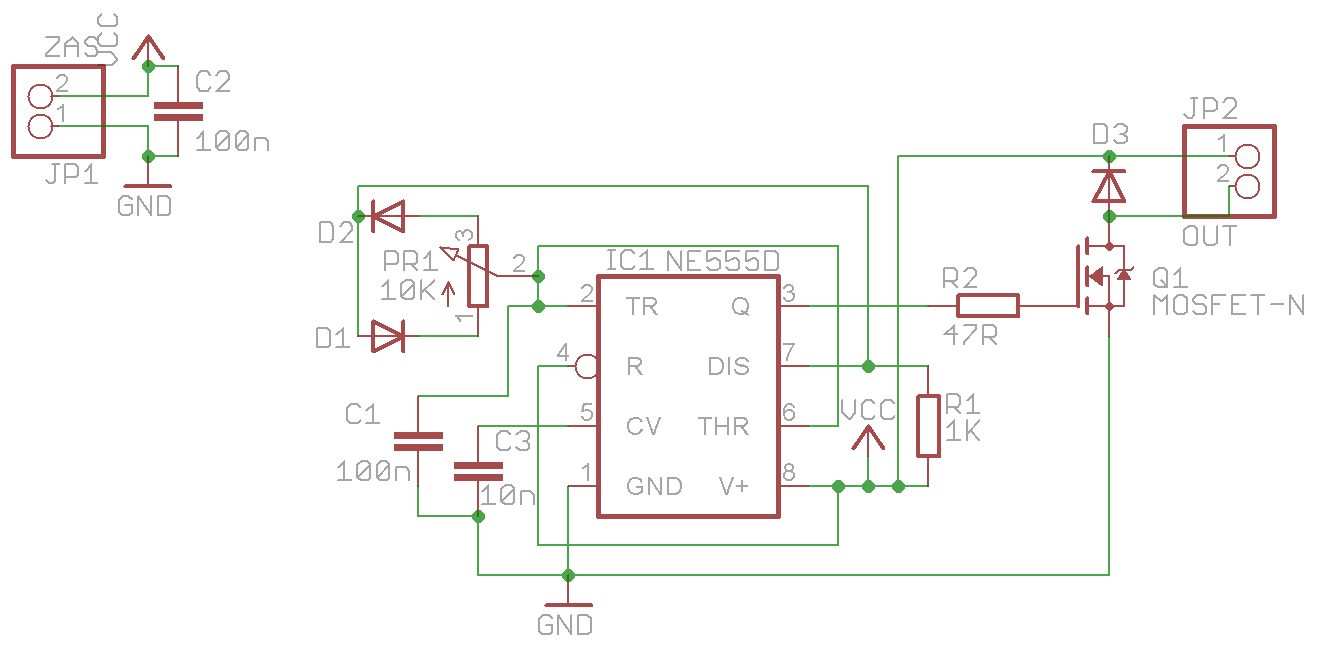 VCC
ZAS
2
1
C2
100n
JP1
GND
D2
D1
3
PR1
10K
1
2
IC1 NE555D
2 TR Q 3
4 R DIS 7
5 CV THR 6
1 GND V+ 8
C1
100n
C3
10n
GND
VCC
R1
1K
R2
47R
D3
JP2
1
2
OUT
Q1
MOSFET-N